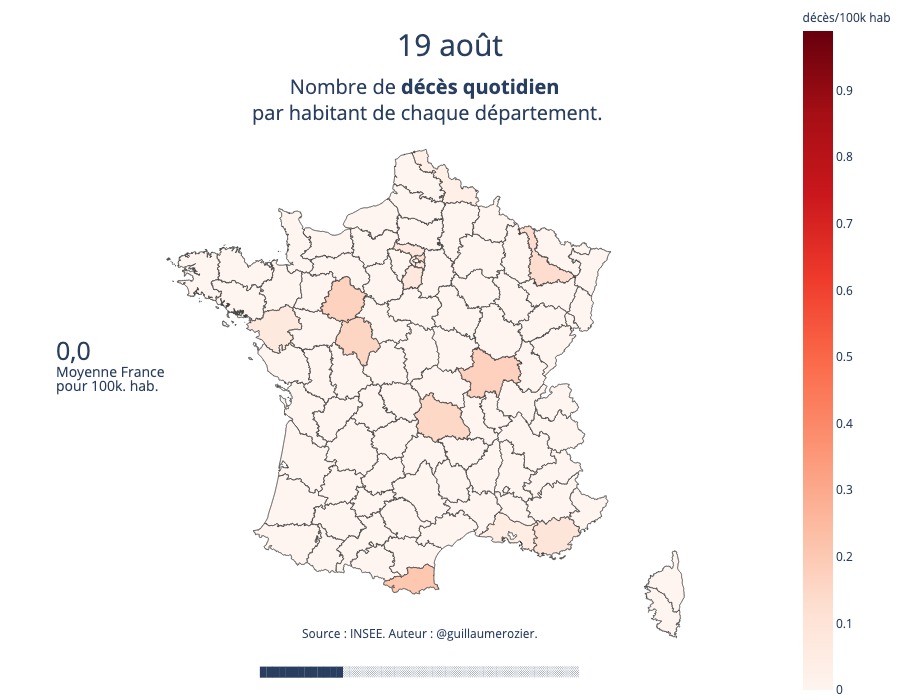 décès/100k hab
19 août
Nombre de décès quotidien
par habitant de chaque département.
0.9
0.8
0.7
0.6
0.5
0.4
0.3
0.2
0.1
0
0,0
Moyenne France
pour 100k. hab.
Source : INSEE. Auteur : @guillaumerozier.